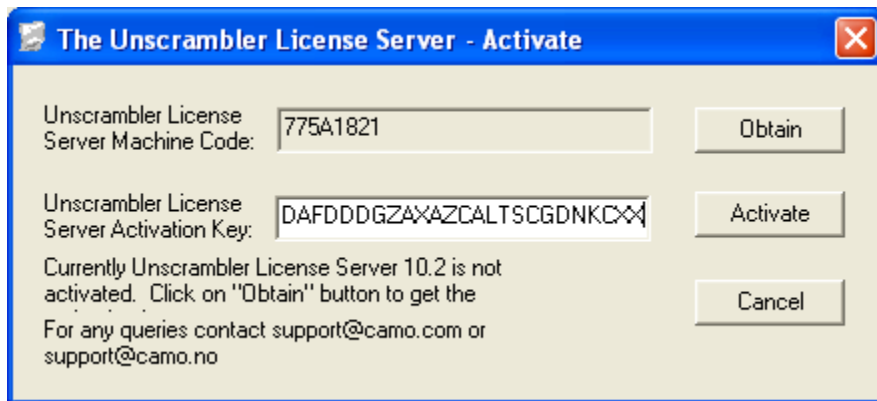 The Unscrambler License Server - Activate
Unscrambler License
Server Machine Code:
775A1821
Obtain
Unscrambler License
Server Activation Key:
DAFDDDGZAXAZCALTSCGDNKCXX
Activate
Currently Unscrambler License Server 10.2 is not
activated.  Click on "Obtain" button to get the
Cancel
For any queries contact support@camo.com or
support@camo.no